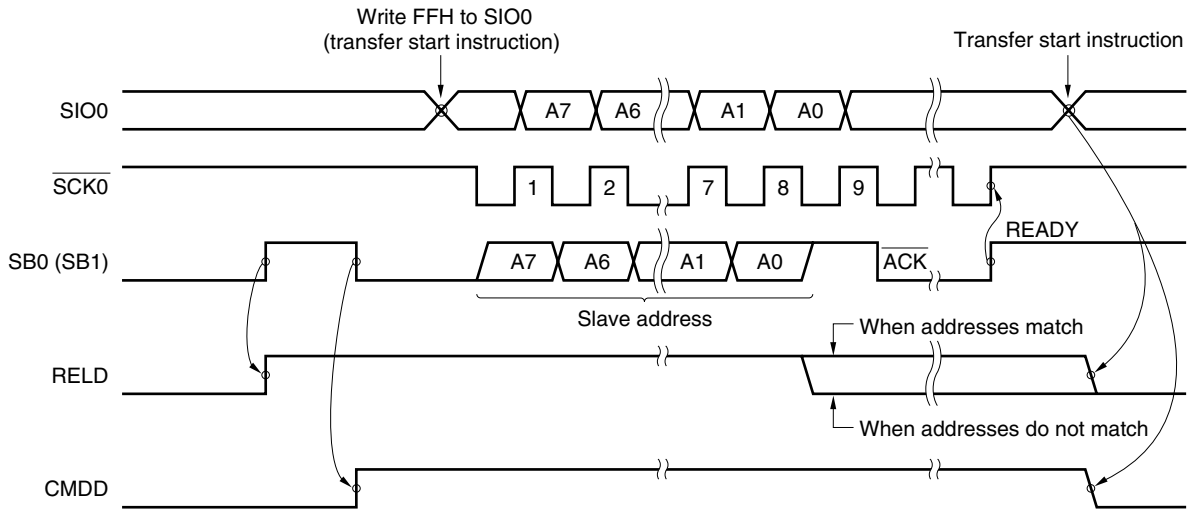 Write FFH to SIO0
(transfer start instruction)
Transfer start instruction
SIO0
A7
A6
A1
A0
SCK0
1
2
7
8
9
READY
SB0 (SB1)
A7
A6
A1
A0
ACK
Slave address
When addresses match
RELD
When addresses do not match
CMDD